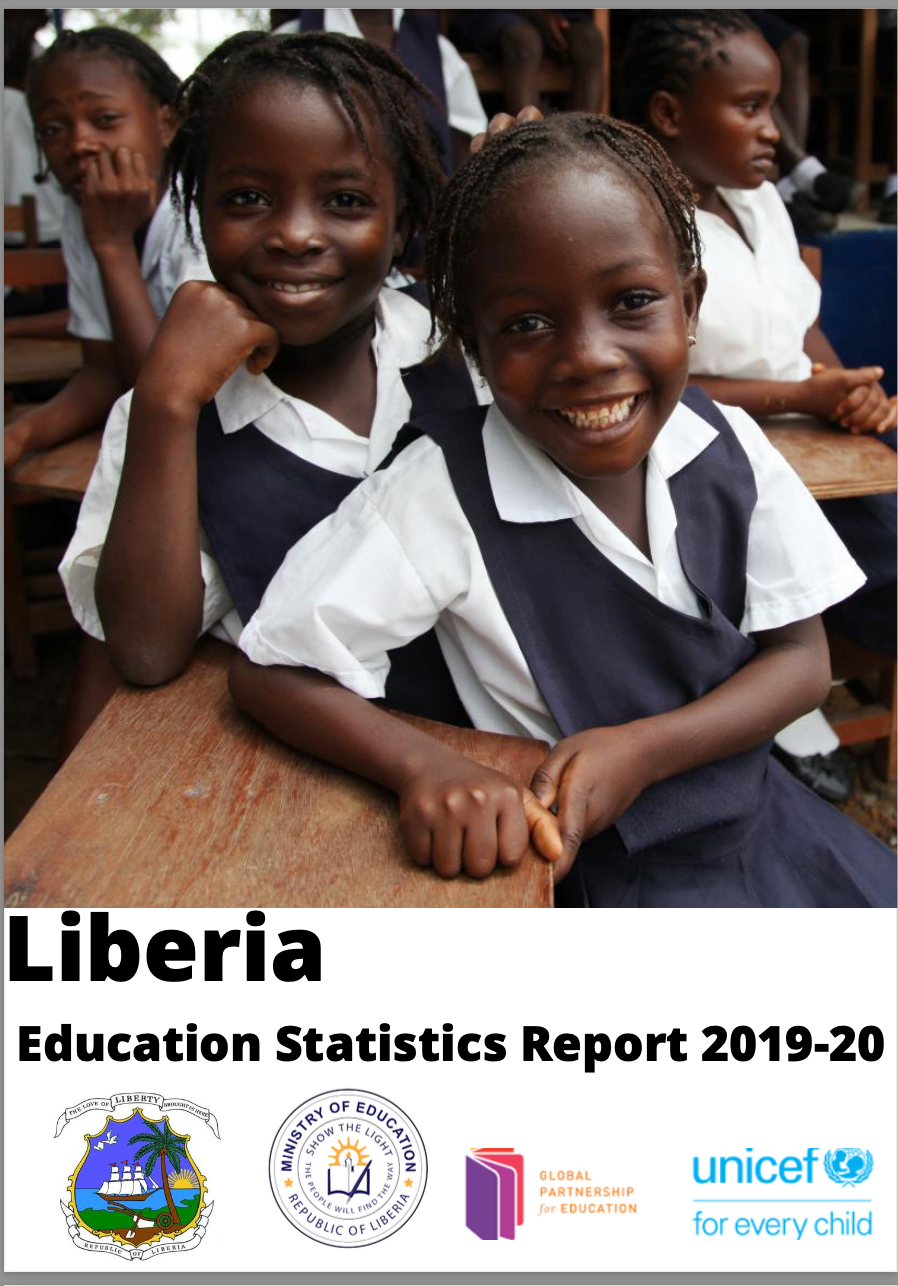 Liberia
Education Statistics Report 2019-20
THE LOVE OF LIBERTY BROUGHT US HERE
REPUBLIC OF LIBERIA
MINISTRY OF EDUCATION
SHOW THE LIGHT
THE PEOPLE WILL FIND THE WAY
REPUBLIC OF LIBERIA
GLOBAL
PARTNERSHIP
for EDUCATION
unicef
for every child